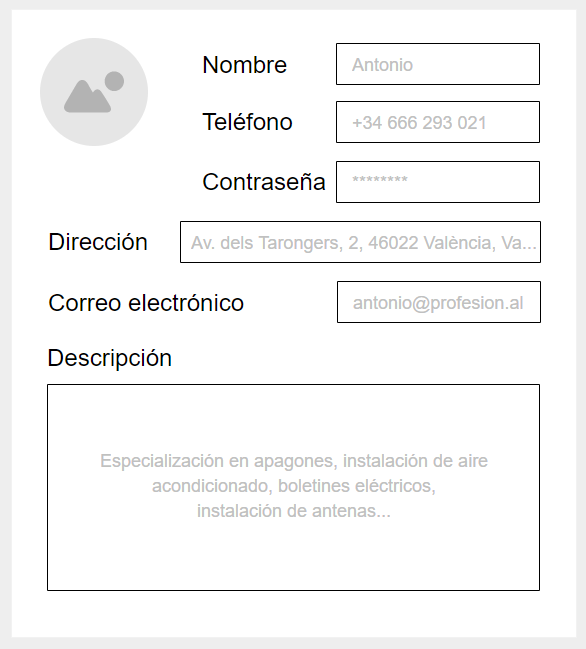 Nombre
Antonio
Teléfono
+34 666 293 021
Contraseña
********
Dirección
Av. dels Tarongers, 2, 46022 València, Va...
Correo electrónico
antonio@profesion.al
Descripción
Especialización en apagones, instalación de aire
acondicionado, boletines eléctricos,
instalación de antenas...